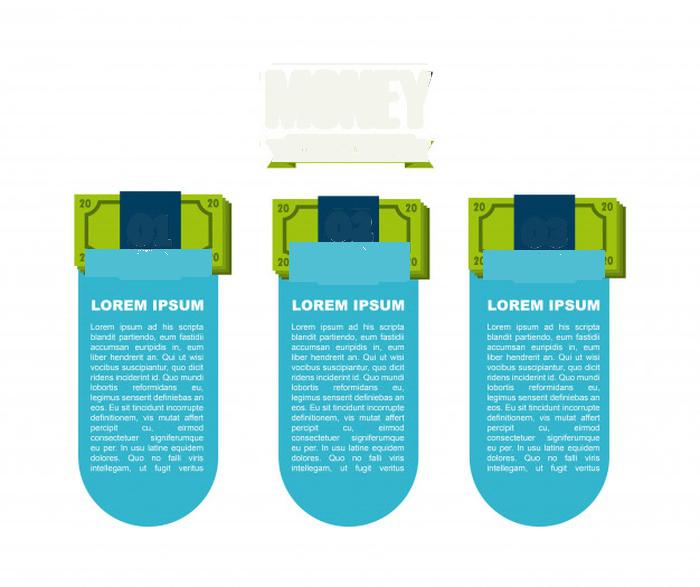 MONEY
20 20
20 20
01
20 20
20 20
02
20 20
20 20
03
LOREM IPSUM
Lorem ipsum ad his scripta
blandit partiendo, eum fastidii
accumsan euripidis in, eum
liber hendrerit an. Qui ut wisi
vocibus suscipiantur, quo dicit
ridens inciderint id. Quo mundi
lobortis reformidans eu,
legimus senserit definiebas an
eos. Eu sit tincidunt incorrupte
definitionem, vis mutat affert
percipit cu, eirmod
consectetuer signiferumque
eu per. In usu latine equidem
dolores. Quo no falli viris
intellegam, ut fugit veritus
LOREM IPSUM
Lorem ipsum ad his scripta
blandit partiendo, eum fastidii
accumsan euripidis in, eum
liber hendrerit an. Qui ut wisi
vocibus suscipiantur, quo dicit
ridens inciderint id. Quo mundi
lobortis reformidans eu,
legimus senserit definiebas an
eos. Eu sit tincidunt incorrupte
definitionem, vis mutat affert
percipit cu, eirmod
consectetuer signiferumque
eu per. In usu latine equidem
dolores. Quo no falli viris
intellegam, ut fugit veritus
LOREM IPSUM
Lorem ipsum ad his scripta
blandit partiendo, eum fastidii
accumsan euripidis in, eum
liber hendrerit an. Qui ut wisi
vocibus suscipiantur, quo dicit
ridens inciderint id. Quo mundi
lobortis reformidans eu,
legimus senserit definiebas an
eos. Eu sit tincidunt incorrupte
definitionem, vis mutat affert
percipit cu, eirmod
consectetuer signiferumque
eu per. In usu latine equidem
dolores. Quo no falli viris
intellegam, ut fugit veritus